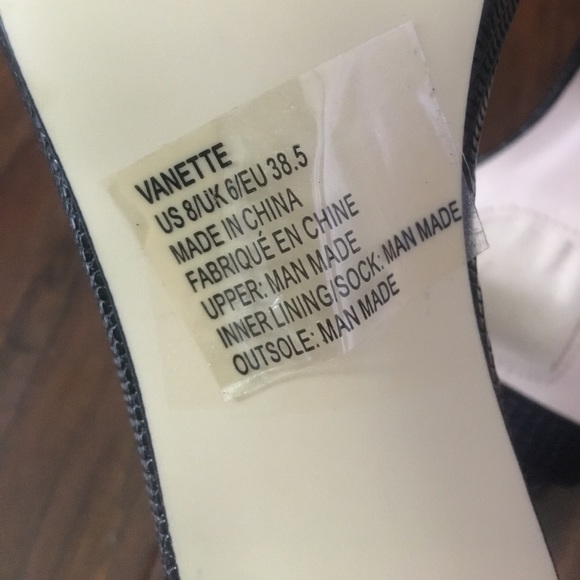 VANETTE
US 8/UK 6/EU 38.5
MADE IN CHINA
FABRIQUÉ EN CHINE
UPPER: MAN MADE
INNER LINING/SOCK: MAN MADE
OUTSOLE: MAN MADE